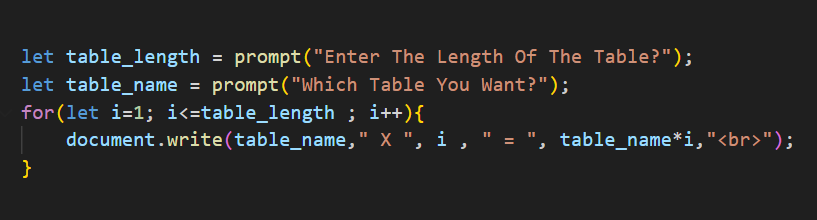 let table_length = prompt("Enter The Length Of The Table?");
let table_name = prompt("Which Table You Want?");
for(let i=1; i<=table_length ; i++){
    document.write(table_name," X ", i , " = ", table_name*i,"<br>");
}